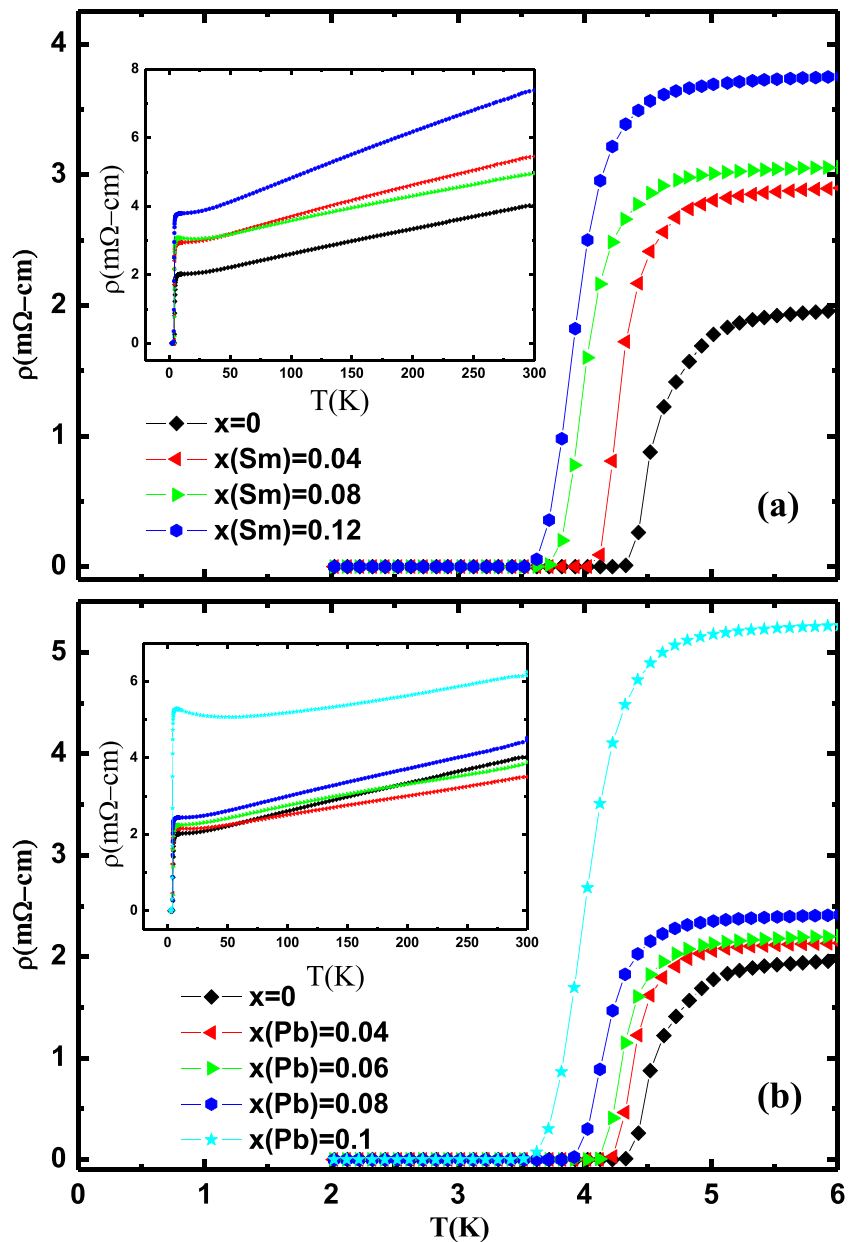 4
3
2
1
0
ρ(mΩ–cm)
8
6
4
2
0
ρ(mΩ–cm)
0 50 100 150 200 250 300
T(K)
x=0
x(Sm)=0.04
x(Sm)=0.08
x(Sm)=0.12
(a)
5
4
3
2
1
0
ρ(mΩ–cm)
6
4
2
0
ρ(mΩ–cm)
0 50 100 150 200 250 300
T(K)
x=0
x(Pb)=0.04
x(Pb)=0.06
x(Pb)=0.08
x(Pb)=0.1
(b)
0 1 2 3 4 5 6
T(K)